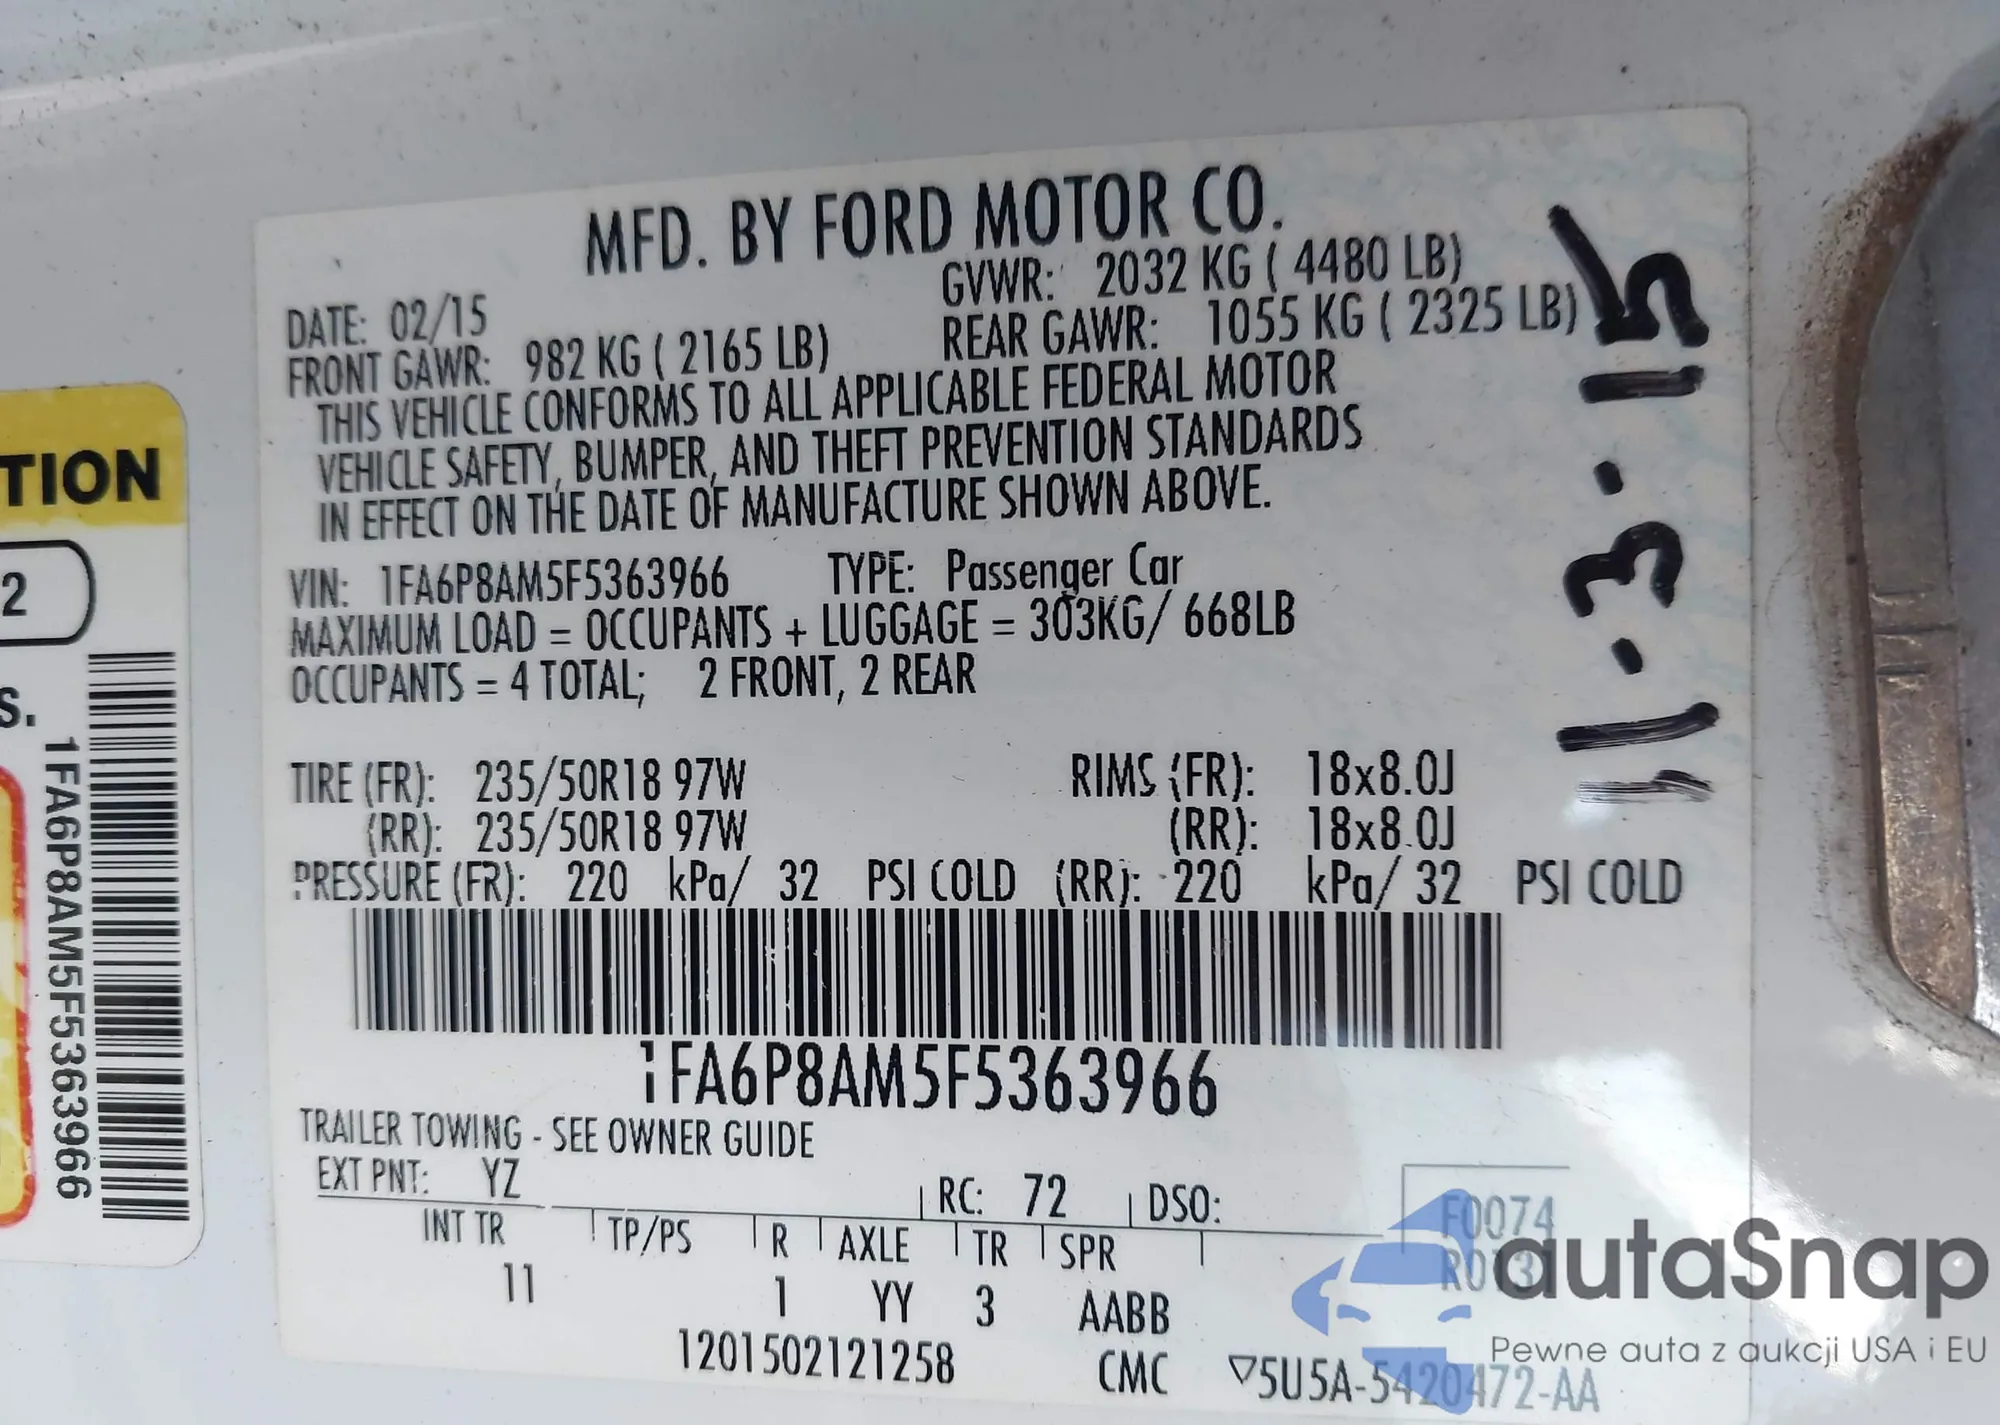 MFD. BY FORD MOTOR CO.
DATE: 02/15
GVWR: 2032 KG ( 4480 LB)
FRONT GAWR: 982 KG ( 2165 LB)
REAR GAWR: 1055 KG ( 2325 LB)
THIS VEHICLE CONFORMS TO ALL APPLICABLE FEDERAL MOTOR
VEHICLE SAFETY, BUMPER, AND THEFT PREVENTION STANDARDS
IN EFFECT ON THE DATE OF MANUFACTURE SHOWN ABOVE.
VIN: 1FA6P8AM5F5363966 TYPE: Passenger Car
MAXIMUM LOAD = OCCUPANTS + LUGGAGE = 303KG/ 668LB
OCCUPANTS = 4 TOTAL; 2 FRONT, 2 REAR
TIRE (FR): 235/50R18 97W RIMS (FR): 18x8.0J
(RR): 235/50R18 97W (RR): 18x8.0J
PRESSURE (FR): 220 kPa/ 32 PSI COLD (RR): 220 kPa/ 32 PSI COLD
1FA6P8AM5F5363966
TRAILER TOWING - SEE OWNER GUIDE
EXT PNT: YZ RC: 72 DSO:
INT TR TP/PS R AXLE TR SPR
11 1 YY 3 AABB
1201502121258 CMC ▽5U5A-5420472-AA
F0074
11.3.15
TION
2
S.
1FA6P8AM5F5363966
autaSnap
Pewne auta z aukcji USA i EU